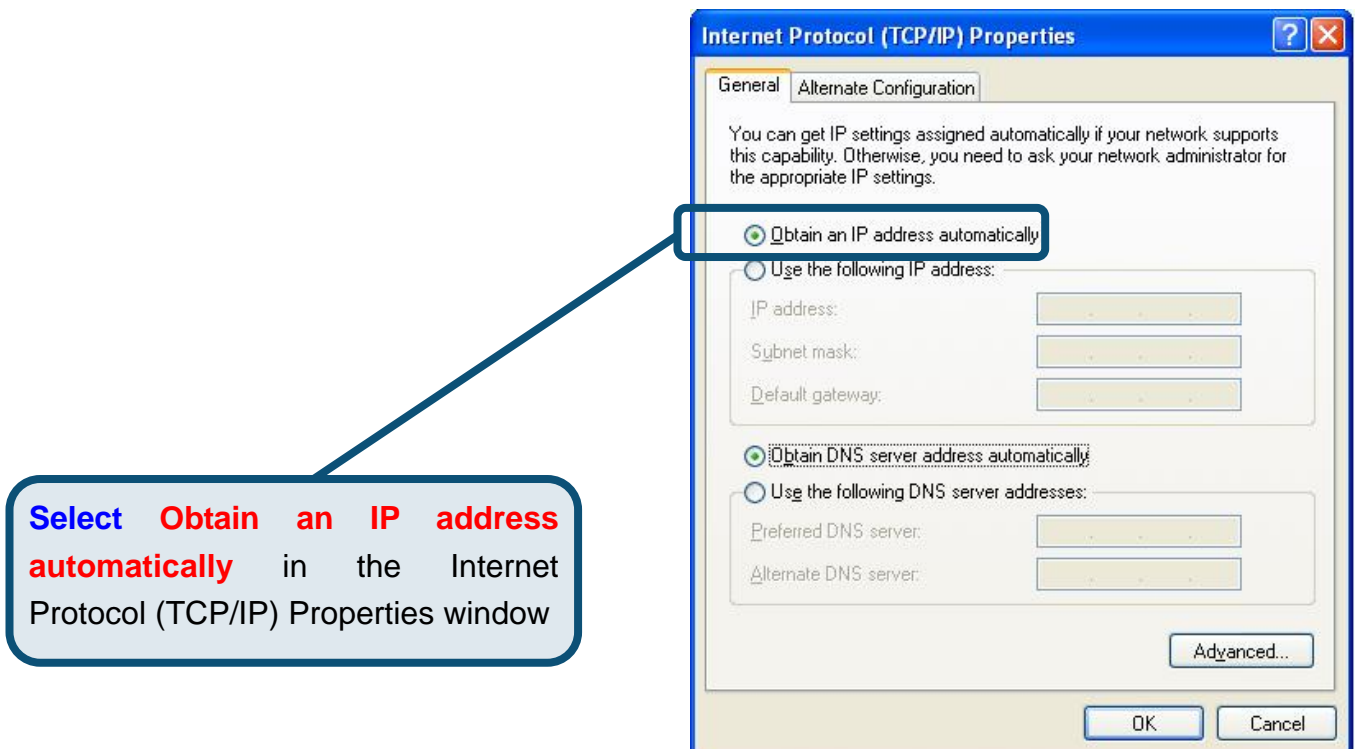 Internet Protocol (TCP/IP) Properties
General
Alternate Configuration
You can get IP settings assigned automatically if your network supports
this capability. Otherwise, you need to ask your network administrator for
the appropriate IP settings.
Obtain an IP address automatically
Use the following IP address:
IP address:
Subnet mask:
Default gateway:
Obtain DNS server address automatically
Use the following DNS server addresses:
Preferred DNS server:
Alternate DNS server:
Advanced...
OK
Cancel
Select Obtain an IP address
automatically in the Internet
Protocol (TCP/IP) Properties window